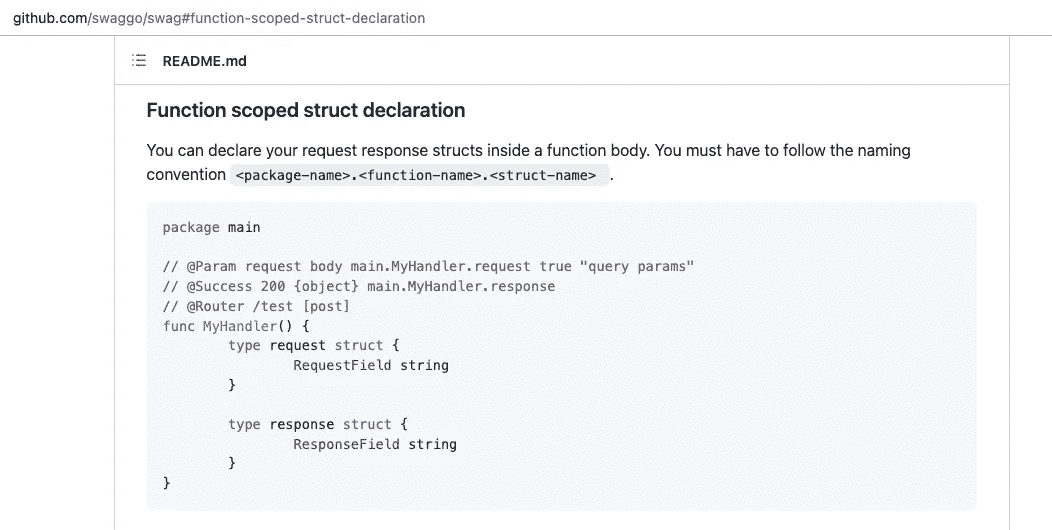 github.com/swaggo/swag#function-scoped-struct-declaration
README.md
Function scoped struct declaration
You can declare your request response structs inside a function body. You must have to follow the naming
convention <package-name>.<function-name>.<struct-name> .
package main
// @Param request body main.MyHandler.request true "query params"
// @Success 200 {object} main.MyHandler.response
// @Router /test [post]
func MyHandler() {
        type request struct {
                RequestField string
        }
        type response struct {
                ResponseField string
        }
}